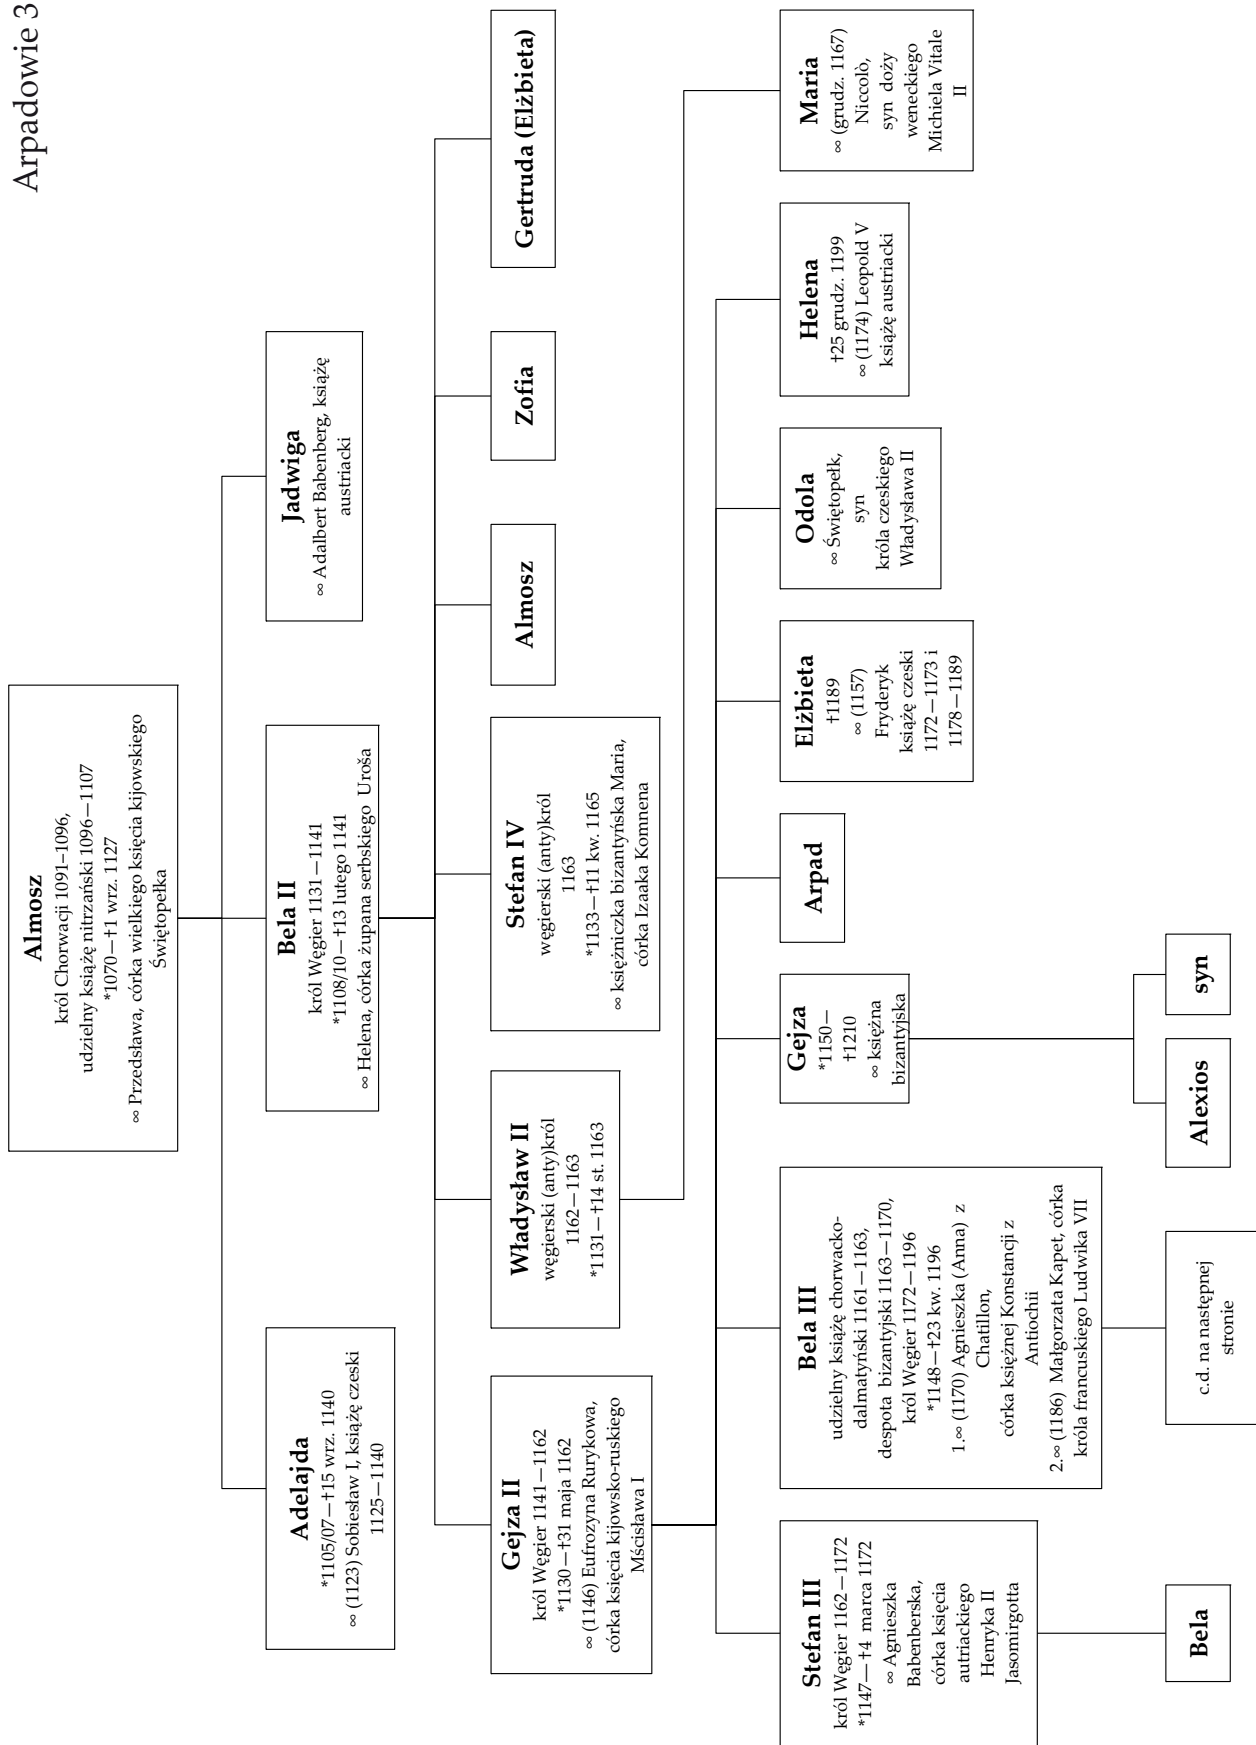 Arpadowie 3
Almosz
król Chorwacji 1091–1096,
udzielny książę nitrzański 1096—1107
*1070—†1 wrz. 1127
∞ Przedsława, córka wielkiego księcia kijowskiego
Świętopełka
Adelajda
*1105/07—†15 wrz. 1140
∞ (1123) Sobiesław I, książę czeski
1125—1140
Bela II
król Węgier 1131—1141
*1108/10—†13 lutego 1141
∞ Helena, córka żupana serbskiego Uroša
Jadwiga
∞ Adalbert Babenberg, książę
austriacki
Gejza II
król Węgier 1141—1162
*1130—†31 maja 1162
∞ (1146) Eufrozyna Rurykowa,
córka księcia kijowsko-ruskiego
Mścisława I
Władysław II
węgierski (anty)król
1162—1163
*1131—†14 st. 1163
Stefan IV
węgierski (anty)król
1163
*1133—†11 kw. 1165
∞ księżniczka bizantyńska Maria,
córka Izaaka Komnena
Almosz
Zofia
Gertruda (Elżbieta)
Stefan III
król Węgier 1162—1172
*1147—†4 marca 1172
∞ Agnieszka
Babenberska,
córka księcia
autriackiego
Henryka II
Jasomirgotta
Bela III
udzielny książę chorwacko-
dalmatyński 1161—1163,
despota bizantyjski 1163—1170,
król Węgier 1172—1196
*1148—†23 kw. 1196
1.∞ (1170) Agnieszka (Anna) z
Chatillon,
córka księżnej Konstancji z
Antiochii
2.∞ (1186) Małgorzata Kapet, córka
króla francuskiego Ludwika VII
Gejza
*1150—
†1210
∞ księżna
bizantyjska
Arpad
Elżbieta
†1189
∞ (1157)
Fryderyk
książę czeski
1172—1173 i
1178—1189
Odola
∞ Świętopełk,
syn
króla czeskiego
Władysława II
Helena
†25 grudz. 1199
∞ (1174) Leopold V
książę austriacki
Maria
∞ (grudz. 1167)
Niccolò,
syn doży
weneckiego
Michiela Vitale
II
Bela
c.d. na następnej
stronie
Alexios
syn